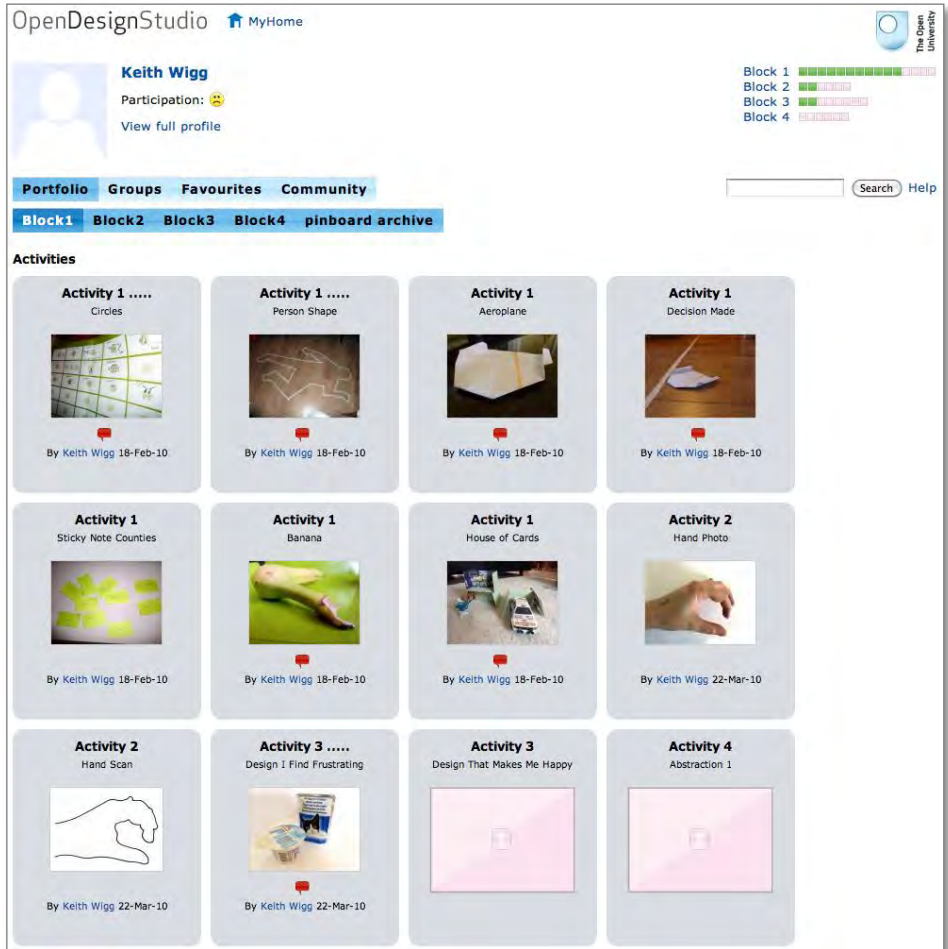 OpenDesignStudio MyHome
The Open University
Keith Wigg
Participation:
View full profile
Block 1
Block 2
Block 3
Block 4
Portfolio Groups Favourites Community
Search Help
Block1 Block2 Block3 Block4 pinboard archive
Activities
Activity 1 ..... Activity 1 ..... Activity 1 Activity 1
Circles Person Shape Aeroplane Decision Made
By Keith Wigg 18-Feb-10 By Keith Wigg 18-Feb-10 By Keith Wigg 18-Feb-10 By Keith Wigg 18-Feb-10
Activity 1 Activity 1 Activity 1 Activity 2
Sticky Note Counties Banana House of Cards Hand Photo
By Keith Wigg 18-Feb-10 By Keith Wigg 18-Feb-10 By Keith Wigg 18-Feb-10 By Keith Wigg 22-Mar-10
Activity 2 Activity 3 ..... Activity 3 Activity 4
Hand Scan Design I Find Frustrating Design That Makes Me Happy Abstraction 1
By Keith Wigg 22-Mar-10 By Keith Wigg 22-Mar-10